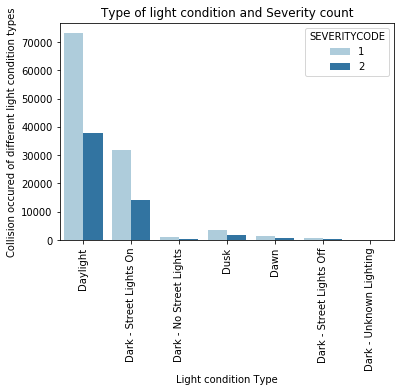 Type of light condition and Severity count
Collision occured of different light condition types
70000
60000
50000
40000
30000
20000
10000
0
SEVERITYCODE
1
2
Daylight
Dark - Street Lights On
Dark - No Street Lights
Dusk
Dawn
Dark - Street Lights Off
Dark - Unknown Lighting
Light condition Type